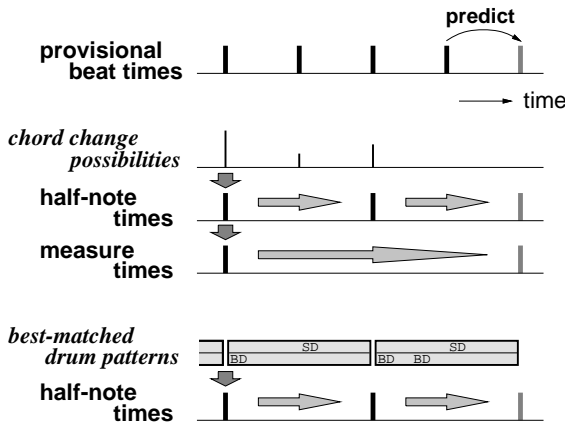 predict
provisional
beat times
time
chord change
possibilities
half-note
times
measure
times
best-matched
drum patterns
SD SD
BD BD BD
half-note
times